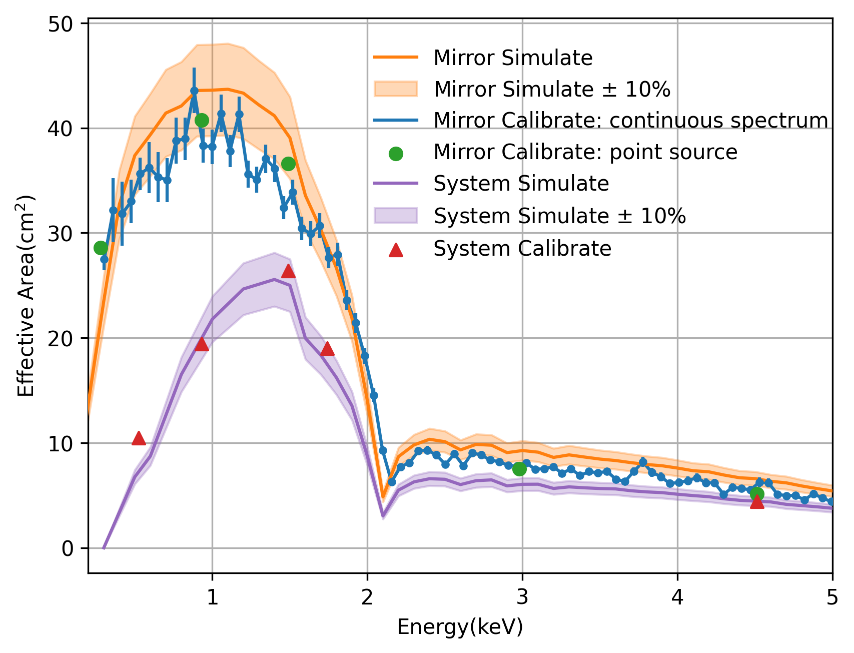 50
40
30
20
10
0
Effective Area(cm²)
Mirror Simulate
Mirror Simulate ± 10%
Mirror Calibrate: continuous spectrum
Mirror Calibrate: point source
System Simulate
System Simulate ± 10%
System Calibrate
1 2 3 4 5
Energy(keV)